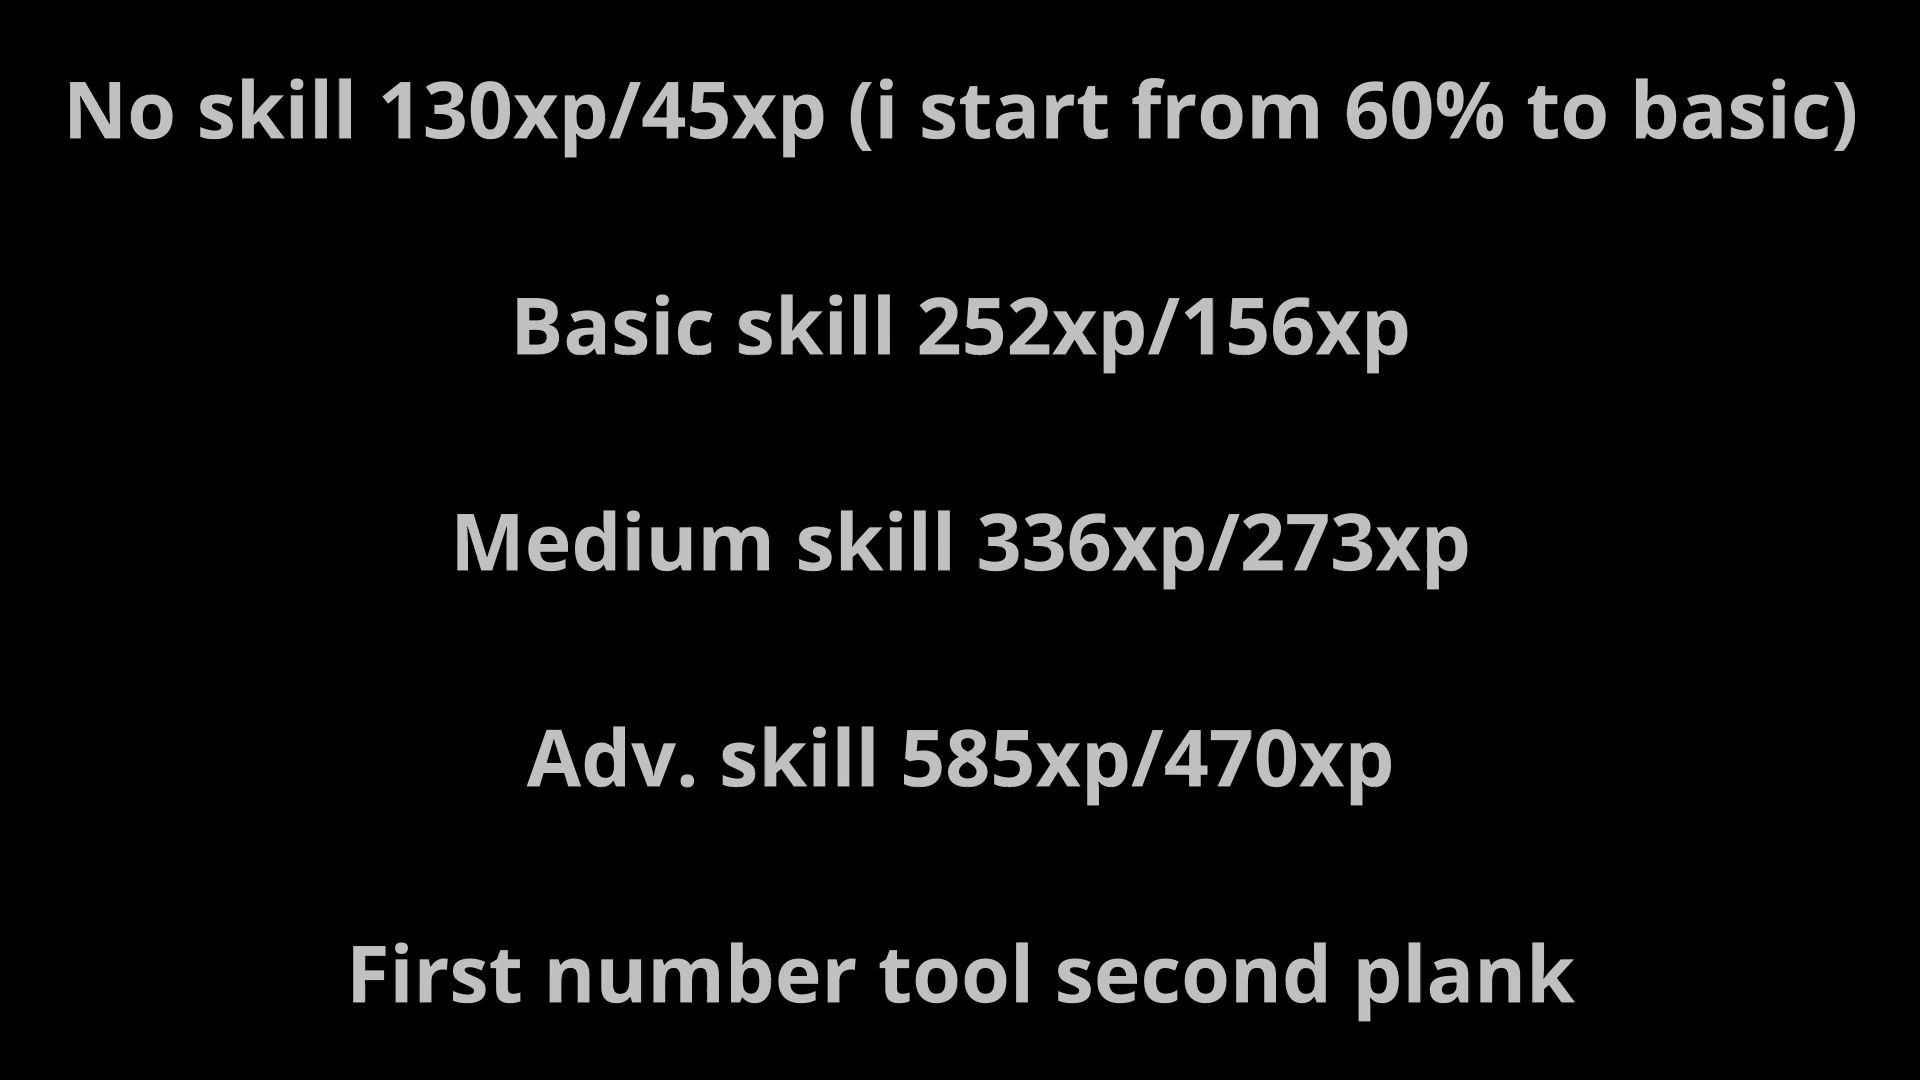 No skill 130xp/45xp (i start from 60% to basic)
Basic skill 252xp/156xp
Medium skill 336xp/273xp
Adv. skill 585xp/470xp
First number tool second plank